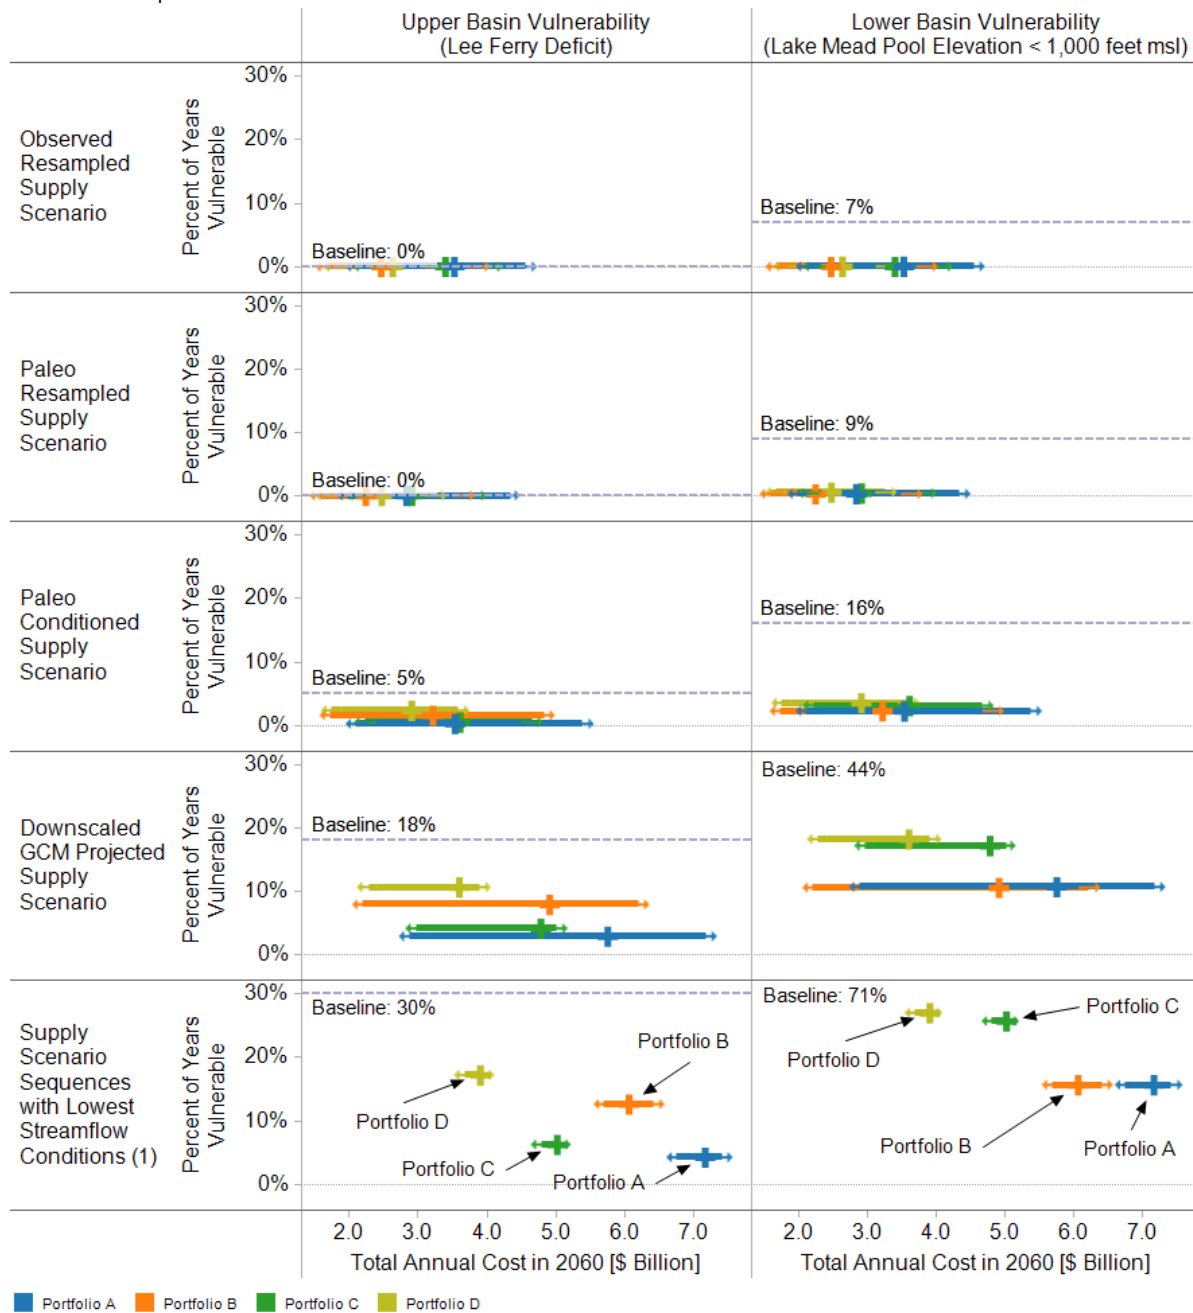 Upper Basin Vulnerability
(Lee Ferry Deficit)
Lower Basin Vulnerability
(Lake Mead Pool Elevation < 1,000 feet msl)
Observed
Resampled
Supply
Scenario
Percent of Years
Vulnerable
30%
20%
10%
0%
Baseline: 0%
Baseline: 7%
Paleo
Resampled
Supply
Scenario
Percent of Years
Vulnerable
30%
20%
10%
0%
Baseline: 0%
Baseline: 9%
Paleo
Conditioned
Supply
Scenario
Percent of Years
Vulnerable
30%
20%
10%
0%
Baseline: 5%
Baseline: 16%
Downscaled
GCM Projected
Supply
Scenario
Percent of Years
Vulnerable
30%
20%
10%
0%
Baseline: 18%
Baseline: 44%
Supply
Scenario
Sequences
with Lowest
Streamflow
Conditions (1)
Percent of Years
Vulnerable
30%
20%
10%
0%
Baseline: 30%
Portfolio B
Portfolio D
Portfolio C
Portfolio A
Baseline: 71%
Portfolio C
Portfolio D
Portfolio B
Portfolio A
2.0 3.0 4.0 5.0 6.0 7.0
Total Annual Cost in 2060 [$ Billion]
2.0 3.0 4.0 5.0 6.0 7.0
Total Annual Cost in 2060 [$ Billion]
Portfolio A Portfolio B Portfolio C Portfolio D